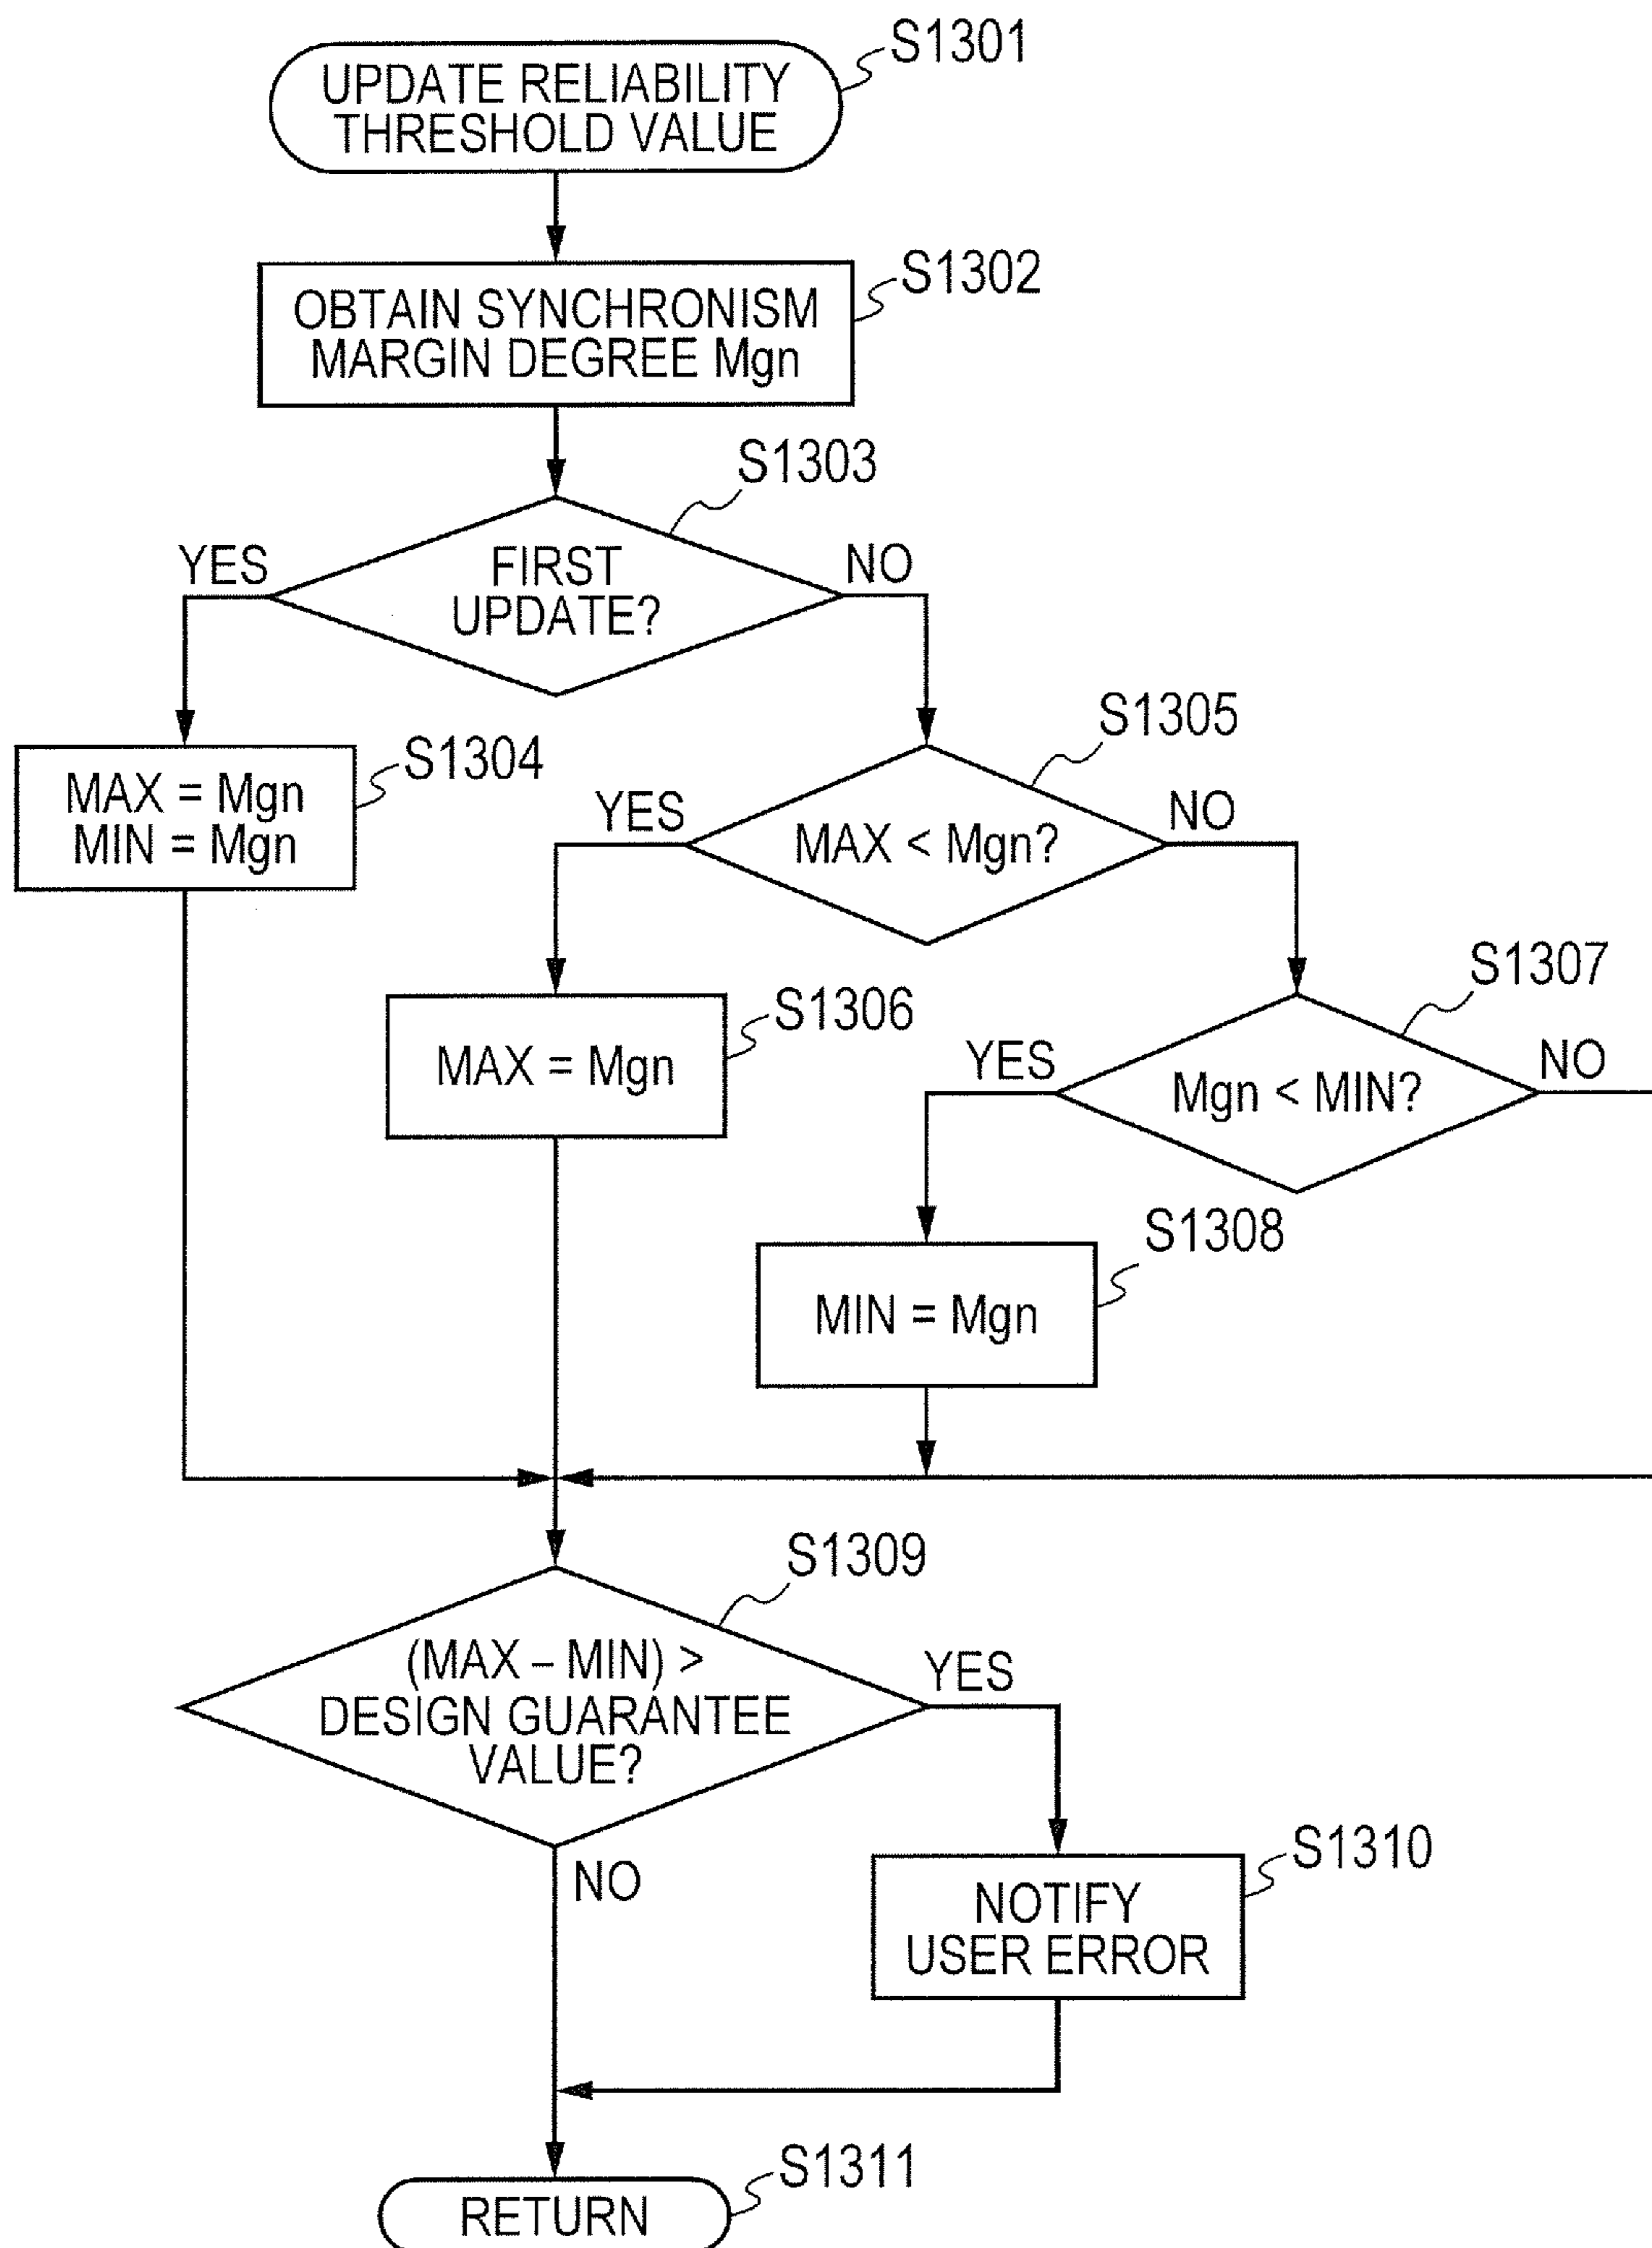 S1301
UPDATE RELIABILITY
THRESHOLD VALUE
S1302
OBTAIN SYNCHRONISM
MARGIN DEGREE Mgn
S1303
YES
FIRST
UPDATE?
NO
S1304
MAX = Mgn
MIN = Mgn
S1305
YES
MAX < Mgn?
NO
S1306
MAX = Mgn
S1307
YES
Mgn < MIN?
NO
S1308
MIN = Mgn
S1309
(MAX – MIN) >
DESIGN GUARANTEE
VALUE?
YES
NO
S1310
NOTIFY
USER ERROR
S1311
RETURN